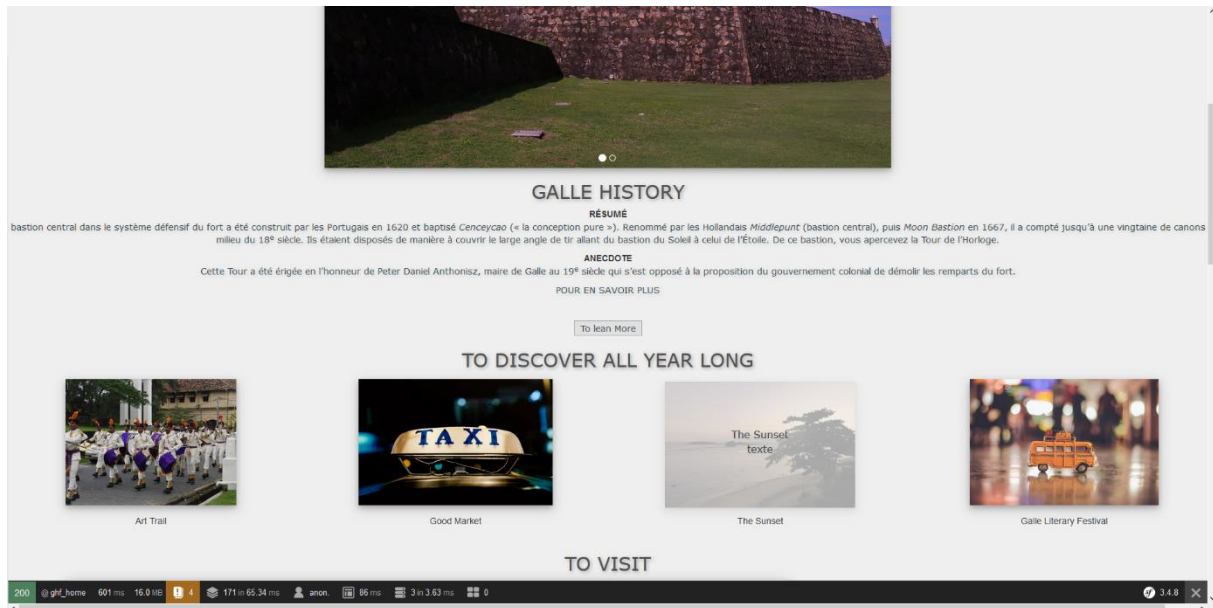 GALLE HISTORY
RÉSUMÉ
bastion central dans le système défensif du fort a été construit par les Portugais en 1620 et baptisé Cenceycao (« la conception pure »). Renommé par les Hollandais Middlepunt (bastion central), puis Moon Bastion en 1667, il a compté jusqu'à une vingtaine de canons
milieu du 18e siècle. Ils étaient disposés de manière à couvrir le large angle de tir allant du bastion du Soleil à celui de l'Étoile. De ce bastion, vous apercevez la Tour de l'Horloge.
ANECDOTE
Cette Tour a été érigée en l'honneur de Peter Daniel Anthonisz, maire de Galle au 19e siècle qui s'est opposé à la proposition du gouvernement colonial de démolir les remparts du fort.
POUR EN SAVOIR PLUS
To lean More
TO DISCOVER ALL YEAR LONG
TAXI
The Sunset
texte
Art Trail
Good Market
The Sunset
Galle Literary Festival
TO VISIT
200 @ ghf_home 601 ms 16.0 MB 4 171 in 65.34 ms anon. 86 ms 3 in 3.63 ms 0 3.4.8